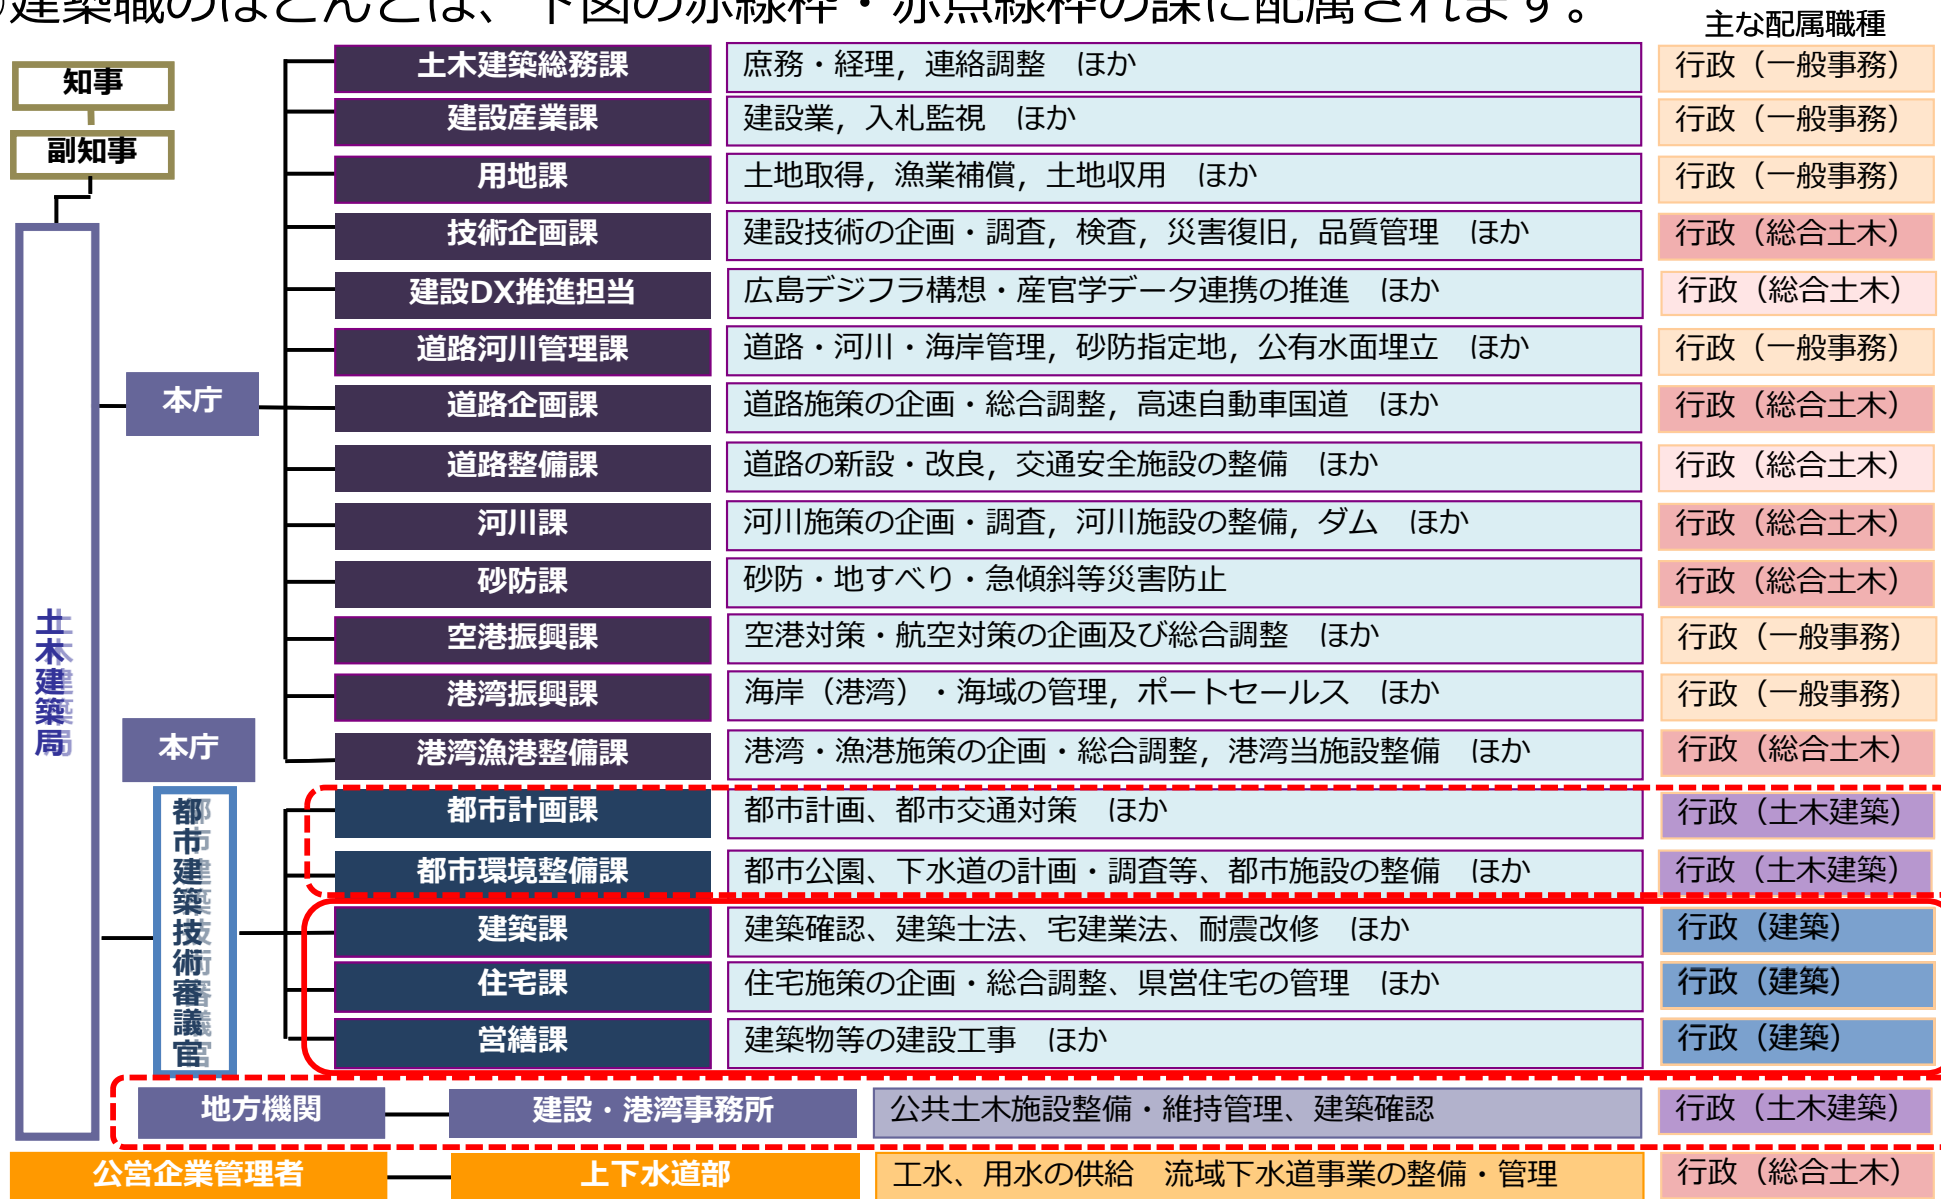 建築職のほとんどは、下図の赤線枠・赤点線枠の課に配属されます。
主な配属職種
知事
副知事
土木建築局
本庁
土木建築総務課 庶務・経理，連絡調整　ほか 行政（一般事務）
建設産業課 建設業，入札監視　ほか 行政（一般事務）
用地課 土地取得，漁業補償，土地収用　ほか 行政（一般事務）
技術企画課 建設技術の企画・調査，検査，災害復旧，品質管理　ほか 行政（総合土木）
建設DX推進担当 広島デジフラ構想・産官学データ連携の推進　ほか 行政（総合土木）
道路河川管理課 道路・河川・海岸管理，砂防指定地，公有水面埋立　ほか 行政（一般事務）
道路企画課 道路施策の企画・総合調整，高速自動車国道　ほか 行政（総合土木）
道路整備課 道路の新設・改良，交通安全施設の整備　ほか 行政（総合土木）
河川課 河川施策の企画・調査，河川施設の整備，ダム　ほか 行政（総合土木）
砂防課 砂防・地すべり・急傾斜等災害防止 行政（総合土木）
空港振興課 空港対策・航空対策の企画及び総合調整　ほか 行政（一般事務）
港湾振興課 海岸（港湾）・海域の管理，ポートセールス　ほか 行政（一般事務）
港湾漁港整備課 港湾・漁港施策の企画・総合調整，港湾当施設整備　ほか 行政（総合土木）
本庁
都市建築技術審議官
都市計画課 都市計画、都市交通対策　ほか 行政（土木建築）
都市環境整備課 都市公園、下水道の計画・調査等、都市施設の整備　ほか 行政（土木建築）
建築課 建築確認、建築士法、宅建業法、耐震改修　ほか 行政（建築）
住宅課 住宅施策の企画・総合調整、県営住宅の管理　ほか 行政（建築）
営繕課 建築物等の建設工事　ほか 行政（建築）
地方機関 建設・港湾事務所 公共土木施設整備・維持管理、建築確認 行政（土木建築）
公営企業管理者 上下水道部 工水、用水の供給　流域下水道事業の整備・管理 行政（総合土木）